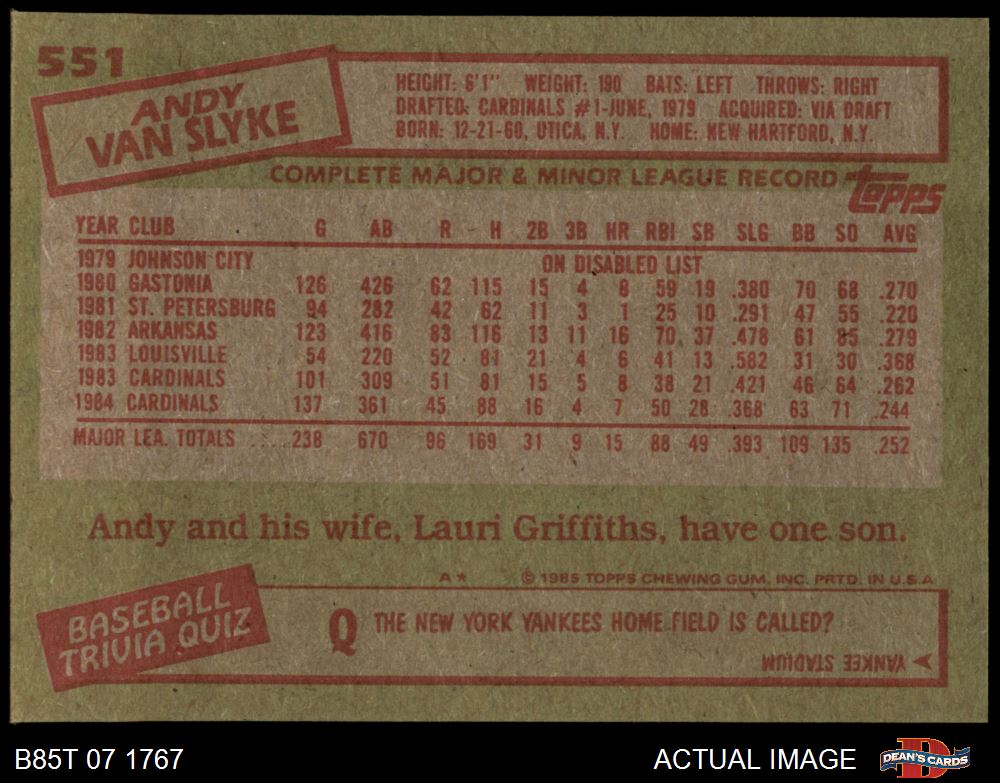 551
ANDY
VAN SLYKE
HEIGHT: 6'1" WEIGHT: 190 BATS: LEFT THROWS: RIGHT
DRAFTED: CARDINALS #1-JUNE, 1979 ACQUIRED: VIA DRAFT
BORN: 12-21-60, UTICA, N.Y. HOME: NEW HARTFORD, N.Y.
COMPLETE MAJOR & MINOR LEAGUE RECORD topps
YEAR CLUB G AB R H 2B 3B HR RBI SB SLG BB SO AVG
1979 JOHNSON CITY ON DISABLED LIST
1980 GASTONIA 126 426 62 115 15 4 8 59 19 .380 70 68 .270
1981 ST. PETERSBURG 94 282 42 62 11 3 1 25 10 .291 47 55 .220
1982 ARKANSAS 123 416 83 116 13 11 16 70 37 .478 61 85 .279
1983 LOUISVILLE 54 220 52 81 21 4 6 41 13 .582 31 30 .368
1983 CARDINALS 101 309 51 81 15 5 8 38 21 .421 46 64 .262
1984 CARDINALS 137 361 45 88 16 4 7 50 28 .368 63 71 .244
MAJOR LEA. TOTALS .... 238 670 96 169 31 9 15 88 49 .393 109 135 .252
Andy and his wife, Lauri Griffiths, have one son.
A* © 1985 TOPPS CHEWING GUM, INC. PRTD. IN U.S.A.
BASEBALL
TRIVIA QUIZ
Q THE NEW YORK YANKEES HOME FIELD IS CALLED?
YANKEE STADIUM
B85T 07 1767 ACTUAL IMAGE DEAN'S CARDS